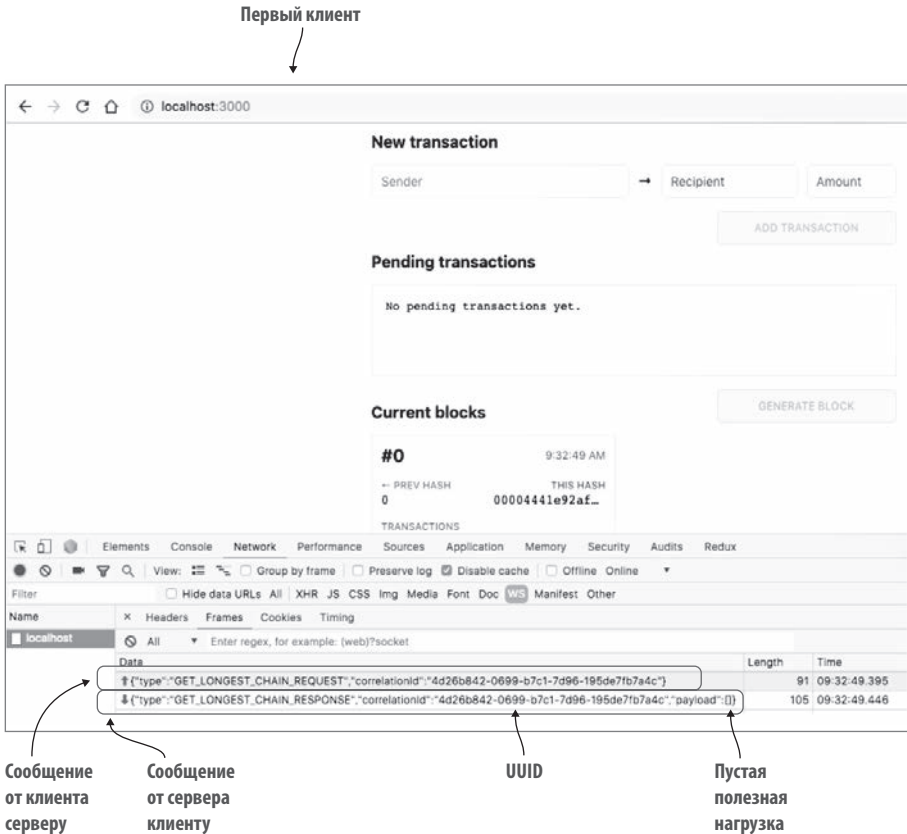 Первый клиент
localhost:3000
New transaction
Sender → Recipient Amount
ADD TRANSACTION
Pending transactions
No pending transactions yet.
GENERATE BLOCK
Current blocks
#0 9:32:49 AM
← PREV HASH THIS HASH
0 00004441e92af…
TRANSACTIONS
Elements Console Network Performance Sources Application Memory Security Audits Redux
View: Group by frame Preserve log Disable cache Offline Online
Filter Hide data URLs All XHR JS CSS Img Media Font Doc WS Manifest Other
Name × Headers Frames Cookies Timing
localhost All Enter regex, for example: (web)?socket
Data Length Time
{"type":"GET_LONGEST_CHAIN_REQUEST","correlationId":"4d26b842-0699-b7c1-7d96-195de7fb7a4c"} 91 09:32:49.395
{"type":"GET_LONGEST_CHAIN_RESPONSE","correlationId":"4d26b842-0699-b7c1-7d96-195de7fb7a4c","payload":[]} 105 09:32:49.446
Сообщение
от клиента
серверу
Сообщение
от сервера
клиенту
UUID
Пустая
полезная
нагрузка